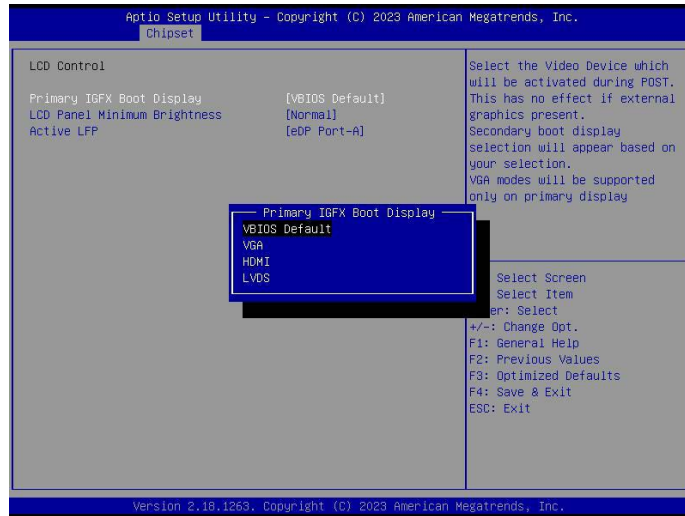 Aptio Setup Utility - Copyright (C) 2023 American Megatrends, Inc.
Chipset
LCD Control
Primary IGFX Boot Display [VBIOS Default]
LCD Panel Minimum Brightness [Normal]
Active LFP [eDP Port-A]
Select the Video Device which
will be activated during POST.
This has no effect if external
graphics present.
Secondary boot display
selection will appear based on
your selection.
VGA modes will be supported
only on primary display
Primary IGFX Boot Display
VBIOS Default
VGA
HDMI
LVDS
Select Screen
Select Item
er: Select
+/-: Change Opt.
F1: General Help
F2: Previous Values
F3: Optimized Defaults
F4: Save & Exit
ESC: Exit
Version 2.18.1263. Copyright (C) 2023 American Megatrends, Inc.